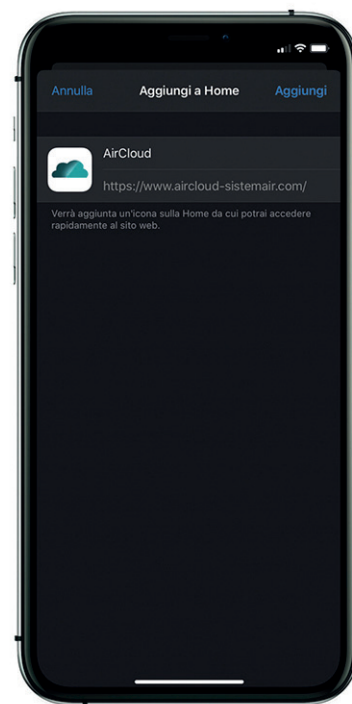 Annulla Aggiungi a Home Aggiungi
AirCloud
https://www.aircloud-sistemair.com/
Verrà aggiunta un'icona sulla Home da cui potrai accedere
rapidamente al sito web.